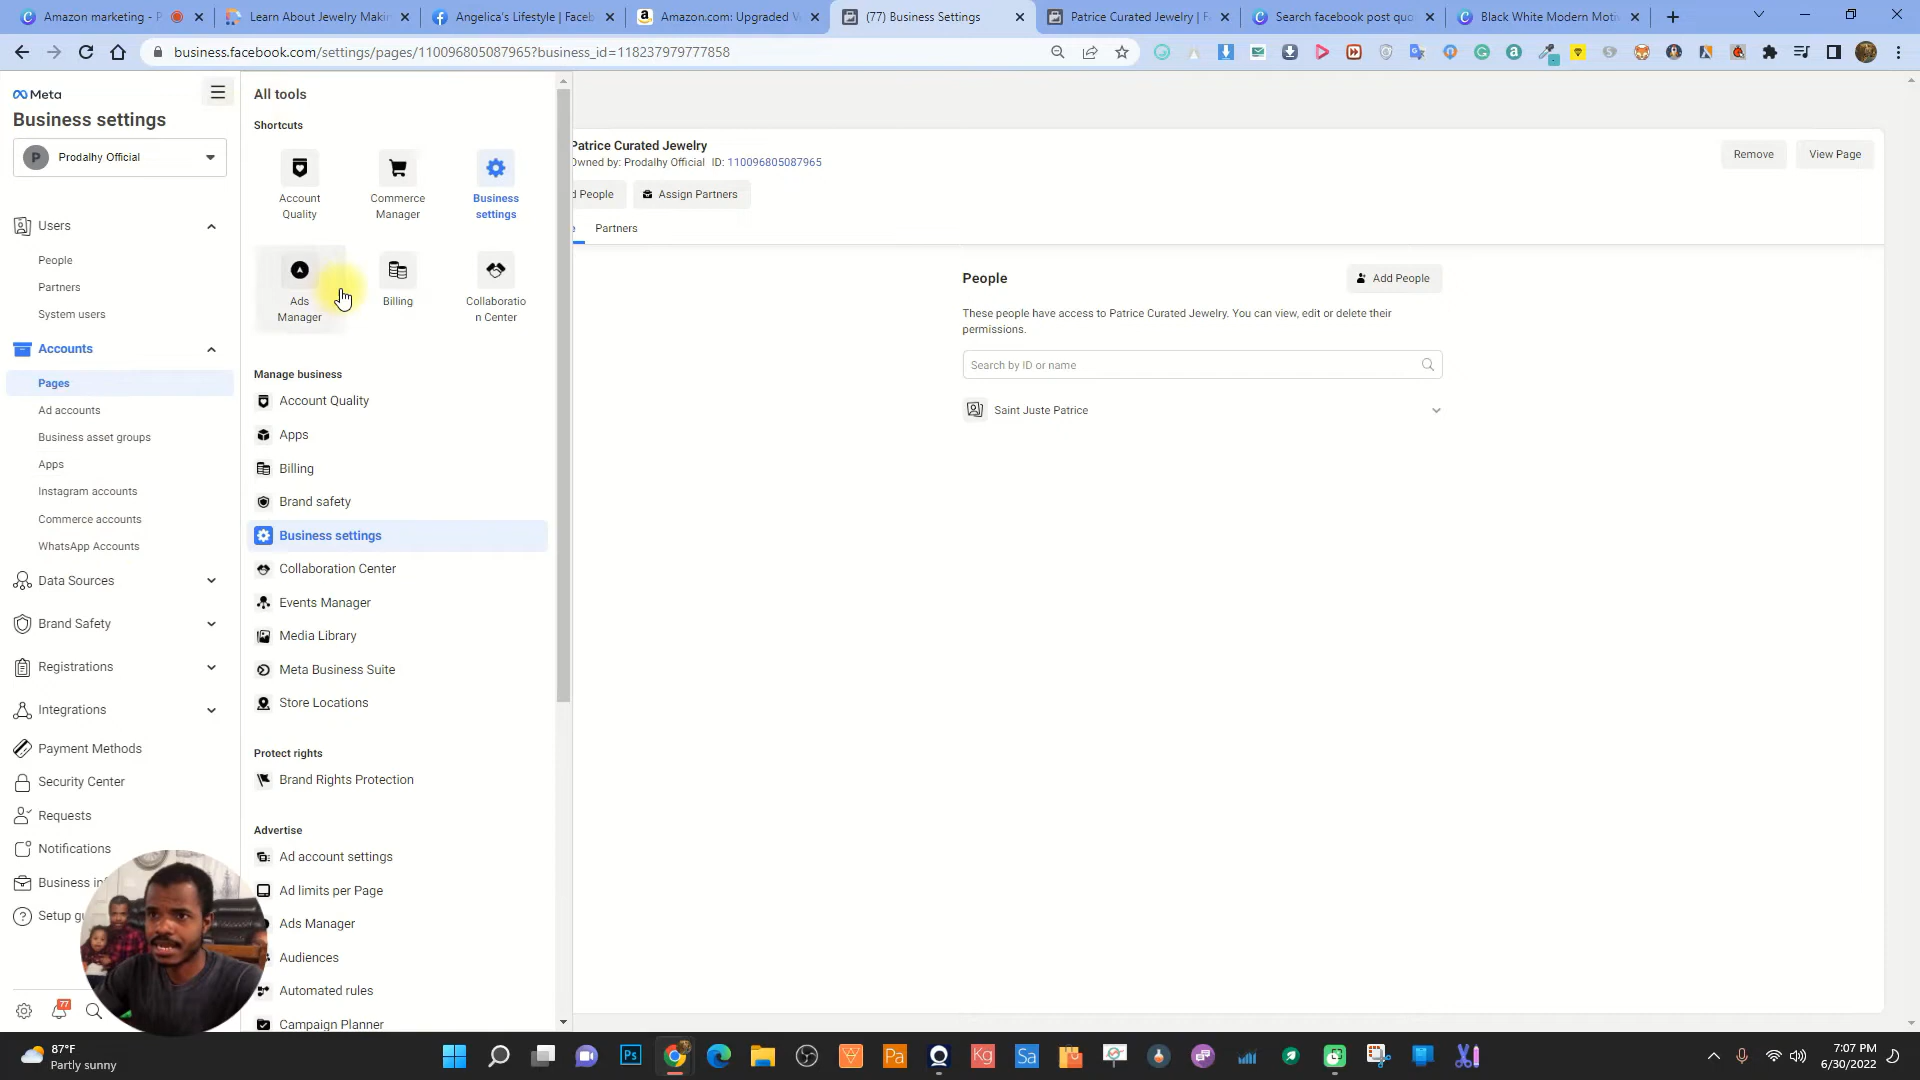 Amazon marketing - P
Learn About Jewelry Makin
Angelica's Lifestyle | Faceb
Amazon.com: Upgraded V
(77) Business Settings
Patrice Curated Jewelry | F
Search facebook post quo
Black White Modern Moti
business.facebook.com/settings/pages/110096805087965?business_id=118237979777858
Meta
Business settings
P Prodalhy Official
Users
People
Partners
System users
Accounts
Pages
Ad accounts
Business asset groups
Apps
Instagram accounts
Commerce accounts
WhatsApp Accounts
Data Sources
Brand Safety
Registrations
Integrations
Payment Methods
Security Center
Requests
Notifications
Business in
Setup gu
77
All tools
Shortcuts
Account
Quality
Commerce
Manager
Business
settings
Ads
Manager
Billing
Collaboratio
n Center
Manage business
Account Quality
Apps
Billing
Brand safety
Business settings
Collaboration Center
Events Manager
Media Library
Meta Business Suite
Store Locations
Protect rights
Brand Rights Protection
Advertise
Ad account settings
Ad limits per Page
Ads Manager
Audiences
Automated rules
Campaign Planner
Patrice Curated Jewelry
Owned by: Prodalhy Official ID: 110096805087965
Remove
View Page
d People
Assign Partners
e
Partners
People
Add People
These people have access to Patrice Curated Jewelry. You can view, edit or delete their
permissions.
Search by ID or name
Saint Juste Patrice
87°F
Partly sunny
Ps
Pa
Kg
Sa
7:07 PM
6/30/2022